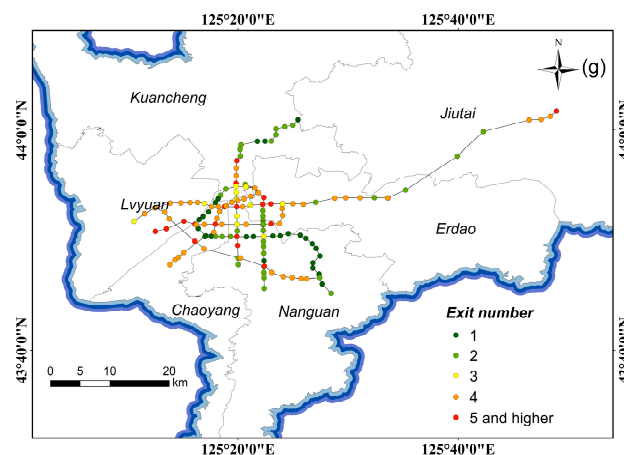 125°20'0"E 125°40'0"E
N
(g)
Kuancheng
Jiutai
44°0'0"N 44°0'0"N
Lvyuan
Erdao
Chaoyang Nanguan
Exit number
1
2
3
4
5 and higher
43°40'0"N 43°40'0"N
0 5 10 20
km
125°20'0"E 125°40'0"E